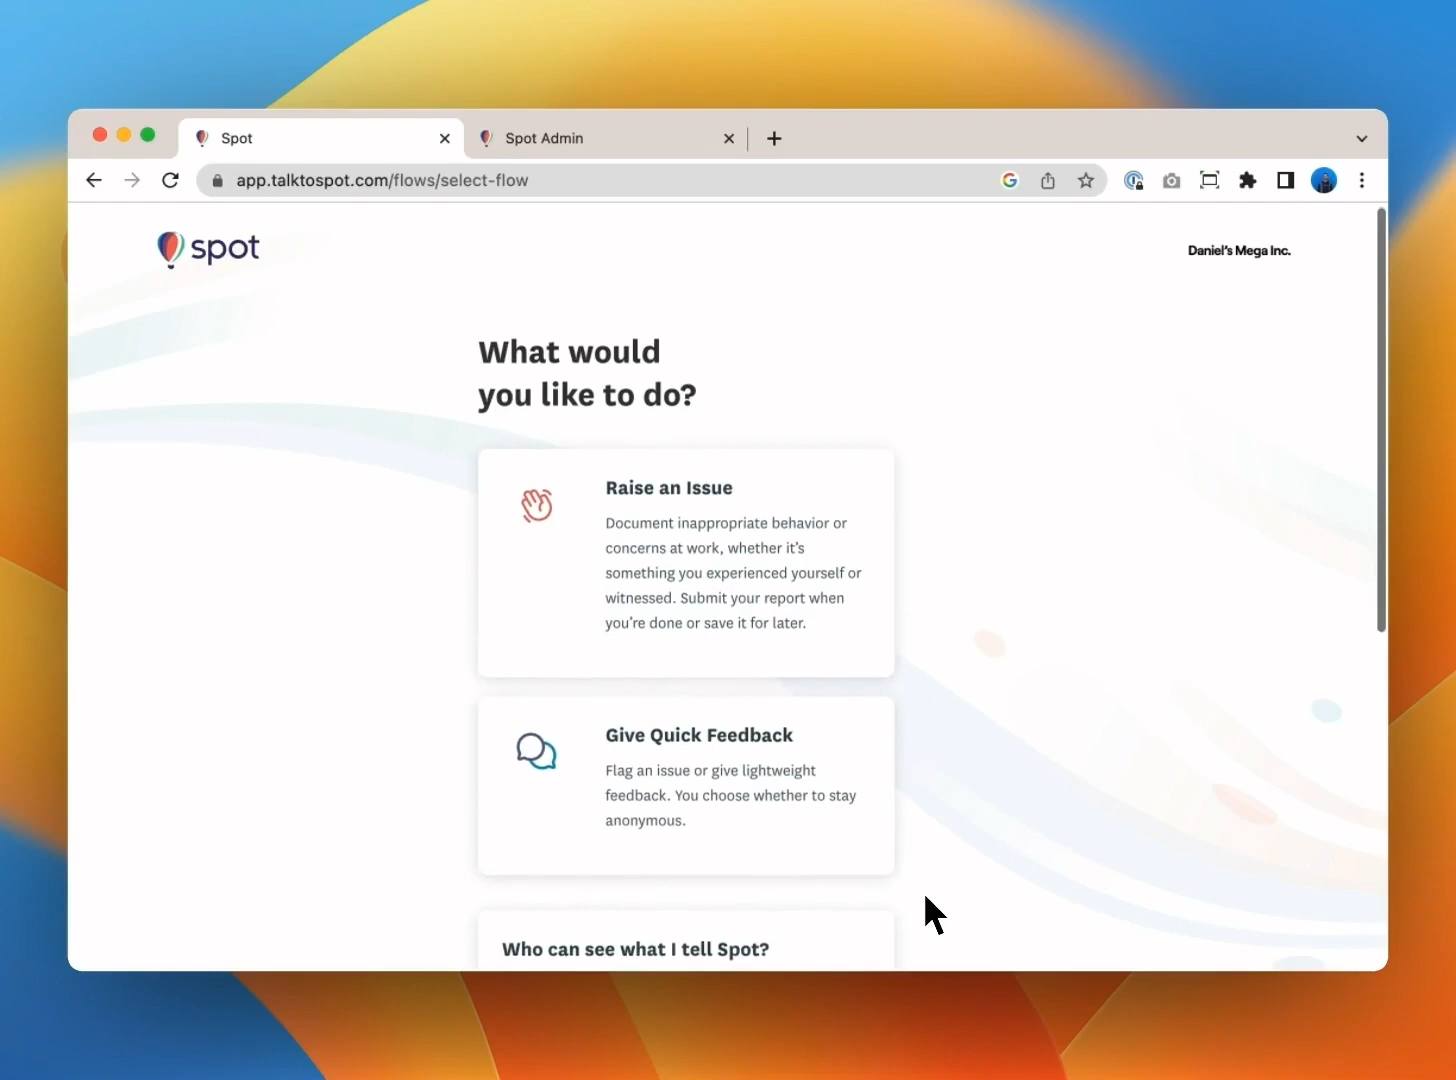 Spot
Spot Admin
app.talktospot.com/flows/select-flow
spot
Daniel's Mega Inc.
What would
you like to do?
Raise an Issue
Document inappropriate behavior or
concerns at work, whether it's
something you experienced yourself or
witnessed. Submit your report when
you're done or save it for later.
Give Quick Feedback
Flag an issue or give lightweight
feedback. You choose whether to stay
anonymous.
Who can see what I tell Spot?